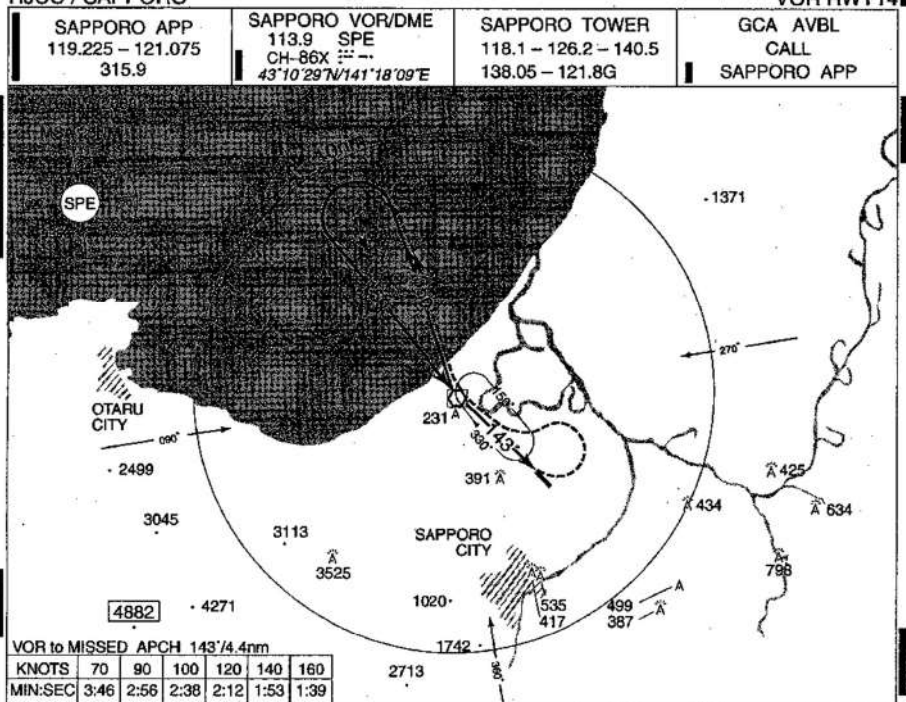 SAPPORO APP
119.225 – 121.075
315.9
SAPPORO VOR/DME
113.9 SPE
CH–86X
43°10'29"N/141°18'09"E
SAPPORO TOWER
118.1 – 126.2 – 140.5
138.05 – 121.8G
GCA AVBL
CALL
SAPPORO APP
SPE
1371
270°
OTARU
CITY
090°
231
150°
143°
330°
2499
391
425
434
634
3045
3113
3525
SAPPORO
CITY
798
4882
4271
1020
535
417
499
387
VOR to MISSED APCH 143°/4.4nm
1742
2713
360°
KNOTS 70 90 100 120 140 160
MIN:SEC 3:46 2:56 2:38 2:12 1:53 1:39